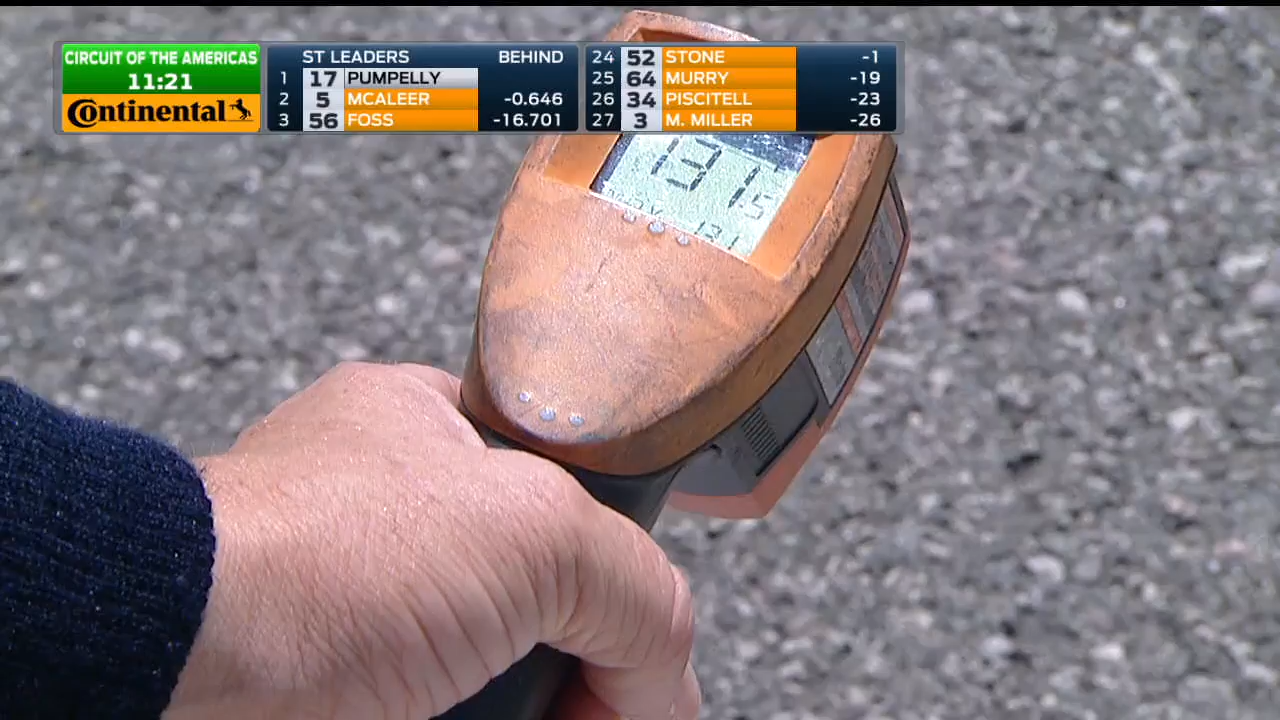 CIRCUIT OF THE AMERICAS
11:21
Continental
ST LEADERS BEHIND
1 17 PUMPELLY
2 5 MCALEER -0.646
3 56 FOSS -16.701
24 52 STONE -1
25 64 MURRY -19
26 34 PISCITELL -23
27 3 M. MILLER -26